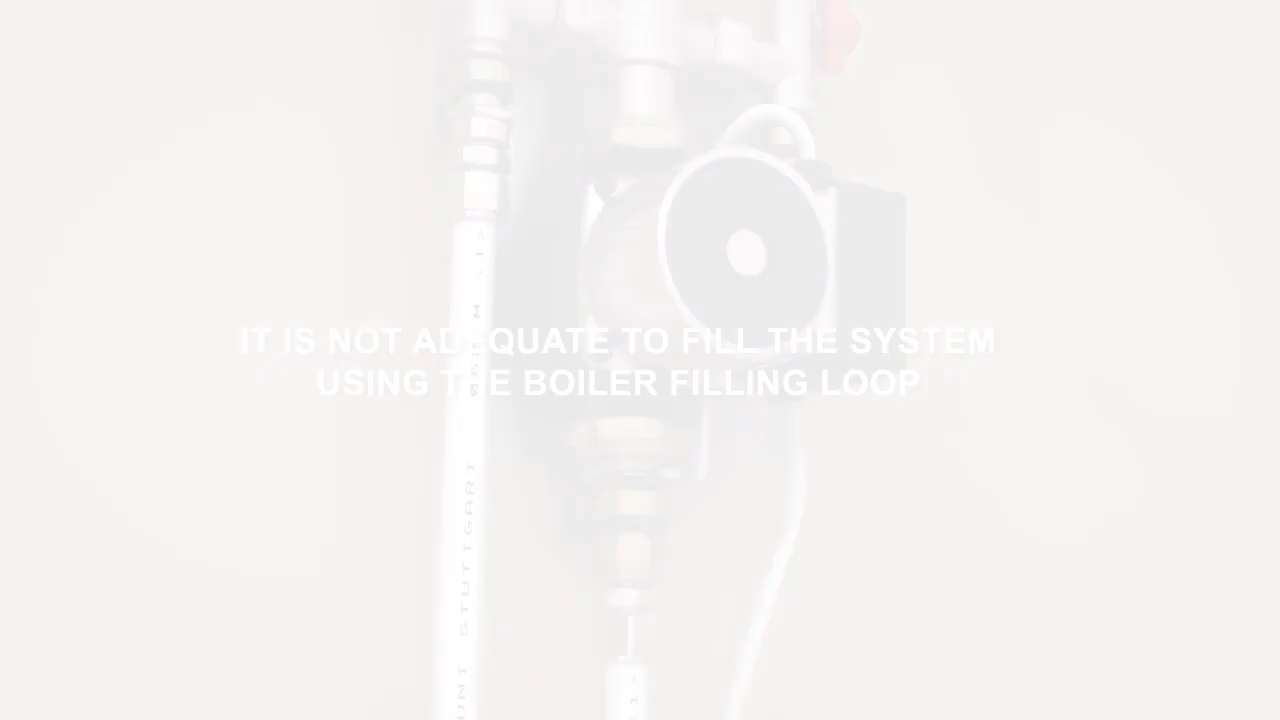 IT IS NOT ADEQUATE TO FILL THE SYSTEM
USING THE BOILER FILLING LOOP
STUTTGART